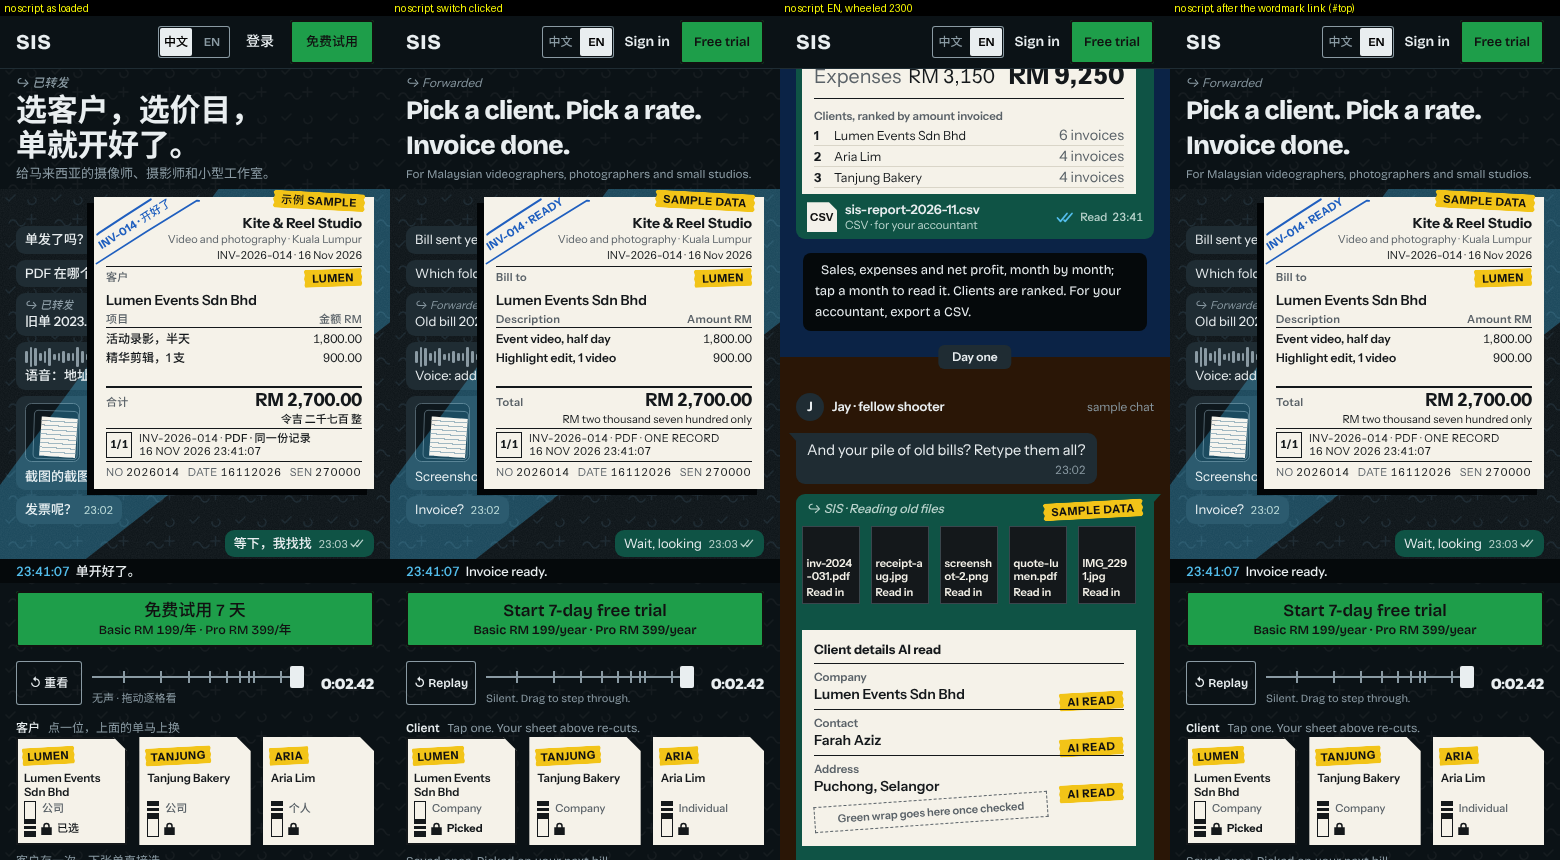 noscript, as loaded
SIS
中文 EN
登录
免费试用
↪ 已转发
选客户，选价目，
单就开好了。
给马来西亚的摄像师、摄影师和小型工作室。
示例 SAMPLE
INV-014 · 开好了
Kite & Reel Studio
Video and photography · Kuala Lumpur
INV-2026-014 · 16 Nov 2026
单发了吗？
PDF 在哪个
↪ 已转发
旧单 2023.
语音：地址
截图的截图
发票呢？ 23:02
客户
LUMEN
Lumen Events Sdn Bhd
项目 金额 RM
活动录影，半天 1,800.00
精华剪辑，1 支 900.00
合计 RM 2,700.00
令吉 二千七百 整
1/1
INV-2026-014 · PDF · 同一份记录
16 NOV 2026 23:41:07
NO 2026014 DATE 16112026 SEN 270000
等下，我找找 23:03
23:41:07 单开好了。
免费试用 7 天
Basic RM 199/年 · Pro RM 399/年
重看
0:02.42
无声 · 拖动逐格看
客户 点一位，上面的单马上换
LUMEN
Lumen Events
Sdn Bhd
公司
已选
TANJUNG
Tanjung Bakery
公司
ARIA
Aria Lim
个人
noscript, switch clicked
SIS
中文 EN
Sign in
Free trial
↪ Forwarded
Pick a client. Pick a rate.
Invoice done.
For Malaysian videographers, photographers and small studios.
SAMPLE DATA
INV-014 · READY
Kite & Reel Studio
Video and photography · Kuala Lumpur
INV-2026-014 · 16 Nov 2026
Bill sent ye
Which fold
↪ Forwarde
Old bill 202
Voice: add
Screensho
Invoice? 23:02
Bill to
LUMEN
Lumen Events Sdn Bhd
Description Amount RM
Event video, half day 1,800.00
Highlight edit, 1 video 900.00
Total RM 2,700.00
RM two thousand seven hundred only
1/1
INV-2026-014 · PDF · ONE RECORD
16 NOV 2026 23:41:07
NO 2026014 DATE 16112026 SEN 270000
Wait, looking 23:03
23:41:07 Invoice ready.
Start 7-day free trial
Basic RM 199/year · Pro RM 399/year
Replay
0:02.42
Silent. Drag to step through.
Client Tap one. Your sheet above re-cuts.
LUMEN
Lumen Events
Sdn Bhd
Company
Picked
TANJUNG
Tanjung Bakery
Company
ARIA
Aria Lim
Individual
noscript, EN, wheeled 2300
SIS
中文 EN
Sign in
Free trial
Expenses RM 3,150 RM 9,250
Clients, ranked by amount invoiced
1 Lumen Events Sdn Bhd 6 invoices
2 Aria Lim 4 invoices
3 Tanjung Bakery 4 invoices
CSV
sis-report-2026-11.csv
CSV · for your accountant
Read 23:41
Sales, expenses and net profit, month by month;
tap a month to read it. Clients are ranked. For your
accountant, export a CSV.
Day one
J
Jay · fellow shooter
sample chat
And your pile of old bills? Retype them all?
23:02
↪ SIS · Reading old files
SAMPLE DATA
inv-2024
-031.pdf
Read in
receipt-a
ug.jpg
Read in
screensh
ot-2.png
Read in
quote-lu
men.pdf
Read in
IMG_229
1.jpg
Read in
Client details AI read
Company
Lumen Events Sdn Bhd
AI READ
Contact
Farah Aziz
AI READ
Address
Puchong, Selangor
AI READ
Green wrap goes here once checked
noscript, after the wordmark link (#top)
SIS
中文 EN
Sign in
Free trial
↪ Forwarded
Pick a client. Pick a rate.
Invoice done.
For Malaysian videographers, photographers and small studios.
SAMPLE DATA
INV-014 · READY
Kite & Reel Studio
Video and photography · Kuala Lumpur
INV-2026-014 · 16 Nov 2026
Bill sent ye
Which fold
↪ Forwarde
Old bill 202
Voice: add
Screensho
Invoice? 23:02
Bill to
LUMEN
Lumen Events Sdn Bhd
Description Amount RM
Event video, half day 1,800.00
Highlight edit, 1 video 900.00
Total RM 2,700.00
RM two thousand seven hundred only
1/1
INV-2026-014 · PDF · ONE RECORD
16 NOV 2026 23:41:07
NO 2026014 DATE 16112026 SEN 270000
Wait, looking 23:03
23:41:07 Invoice ready.
Start 7-day free trial
Basic RM 199/year · Pro RM 399/year
Replay
0:02.42
Silent. Drag to step through.
Client Tap one. Your sheet above re-cuts.
LUMEN
Lumen Events
Sdn Bhd
Company
Picked
TANJUNG
Tanjung Bakery
Company
ARIA
Aria Lim
Individual